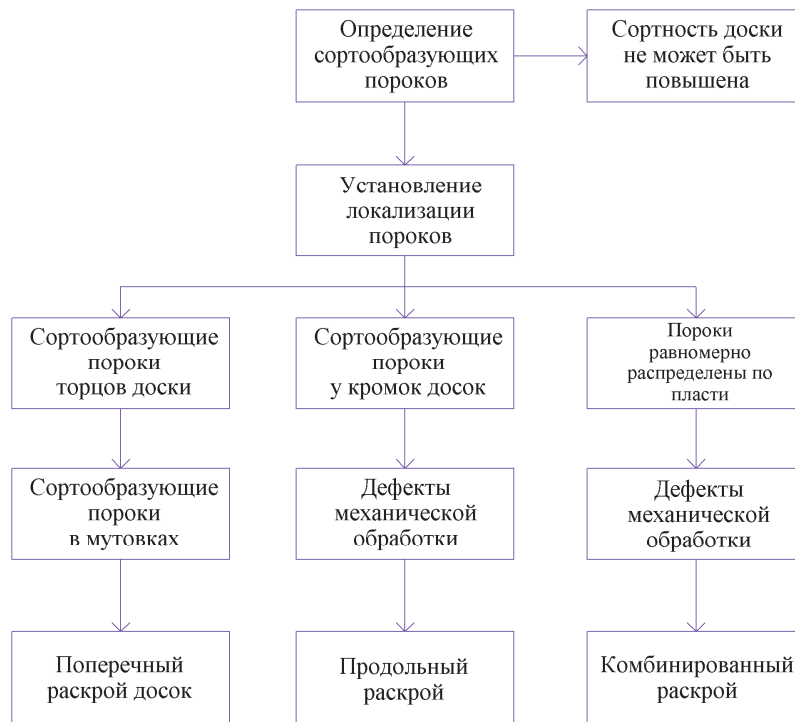 Определение
сортообразующих
пороков
Сортность доски
не может быть
повышена
Установление
локализации
пороков
Сортообразующие
пороки
торцов доски
Сортообразующие
пороки
у кромок досок
Пороки
равномерно
распределены по
пласти
Сортообразующие
пороки
в мутовках
Дефекты
механической
обработки
Дефекты
механической
обработки
Поперечный
раскрой досок
Продольный
раскрой
Комбинированный
раскрой